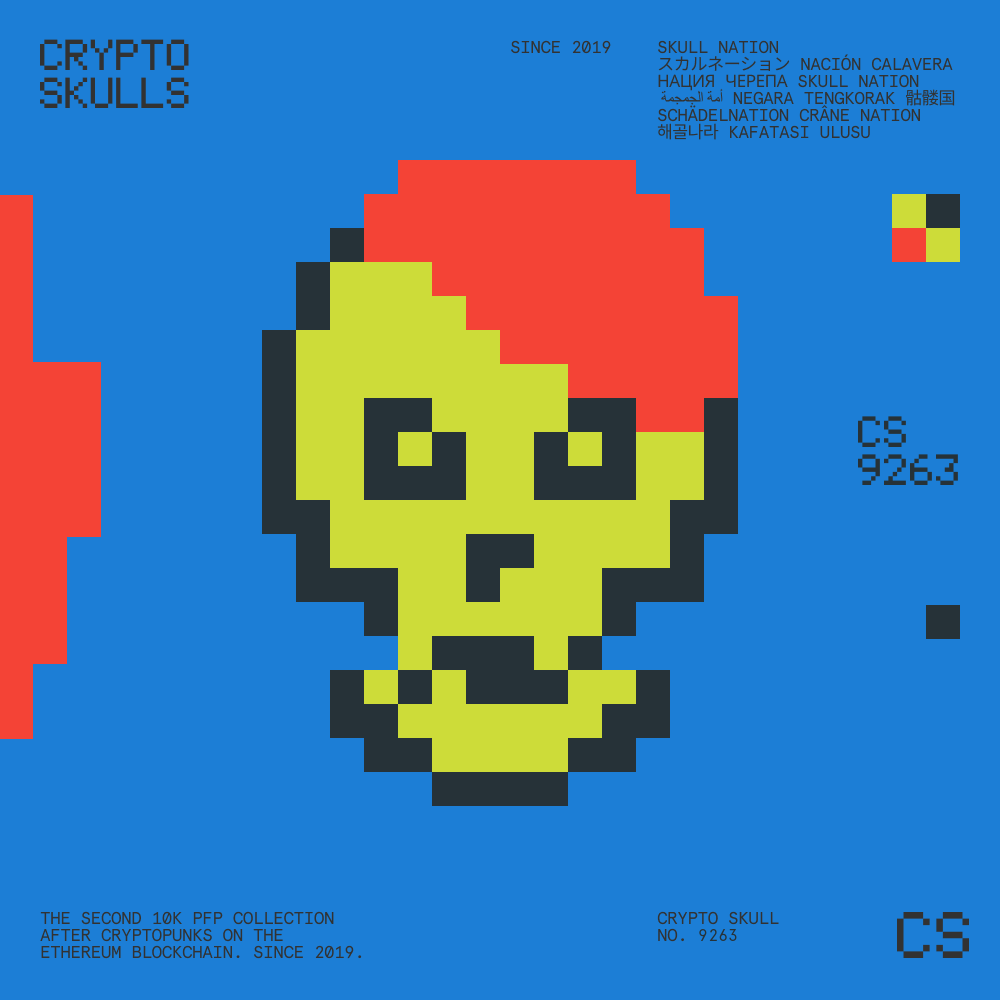 CRYPTO
SKULLS
SINCE 2019
SKULL NATION
スカルネーション NACIÓN CALAVERA
НАЦИЯ ЧЕРЕПА SKULL NATION
أمة الجمجمة NEGARA TENGKORAK 骷髅国
SCHÄDELNATION CRÂNE NATION
해골나라 KAFATASI ULUSU
CS
9263
THE SECOND 10K PFP COLLECTION
AFTER CRYPTOPUNKS ON THE
ETHEREUM BLOCKCHAIN. SINCE 2019.
CRYPTO SKULL
NO. 9263
CS